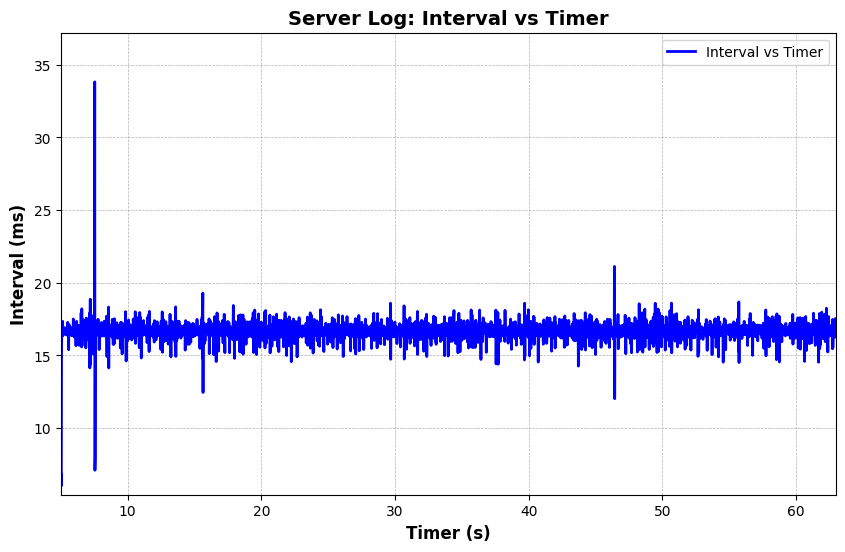 Server Log: Interval vs Timer
Interval vs Timer
Interval (ms)
35
30
25
20
15
10
10 20 30 40 50 60
Timer (s)